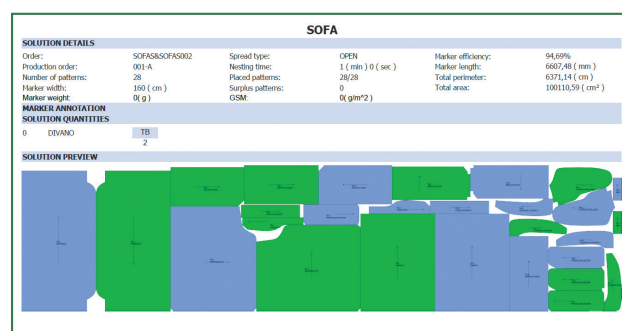 SOFA
SOLUTION DETAILS
Order: SOFAS&SOFAS002 Spread type: OPEN Marker efficiency: 94,69%
Production order: 001-A Nesting time: 1 ( min ) 0 ( sec ) Marker length: 6607,48 ( mm )
Number of patterns: 28 Placed patterns: 28/28 Total perimeter: 6371,14 ( cm )
Marker width: 160 ( cm ) Surplus patterns: 0 Total area: 100110,59 ( cm² )
Marker weight: 0( g ) GSM: 0( g/m^2 )
MARKER ANNOTATION
SOLUTION QUANTITIES
0 DIVANO TB
2
SOLUTION PREVIEW